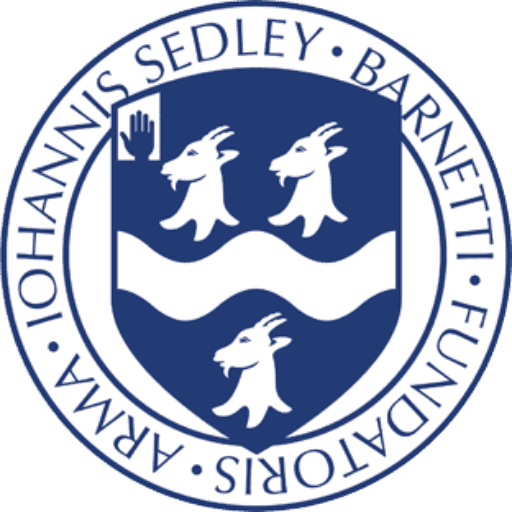 ARMA · IOHANNIS SEDLEY · BARNETTI · FUNDATORIS ·